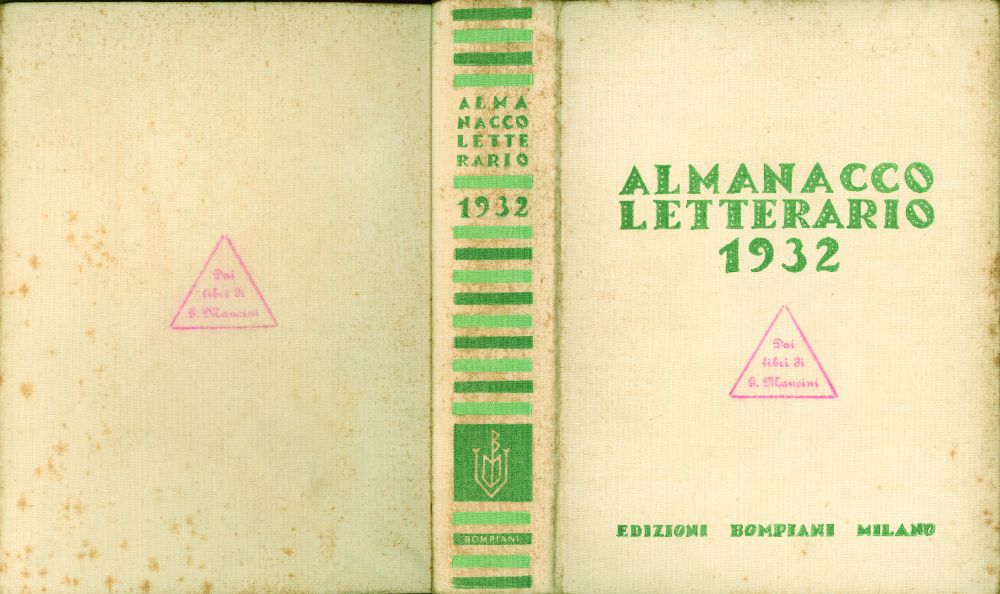 Dai
libri di
G. Mancini
ALMA
NACCO
LETTE
RARIO
1932
B
BOMPIANI
ALMANACCO
LETTERARIO
1932
Dai
libri di
G. Mancini
EDIZIONI BOMPIANI MILANO